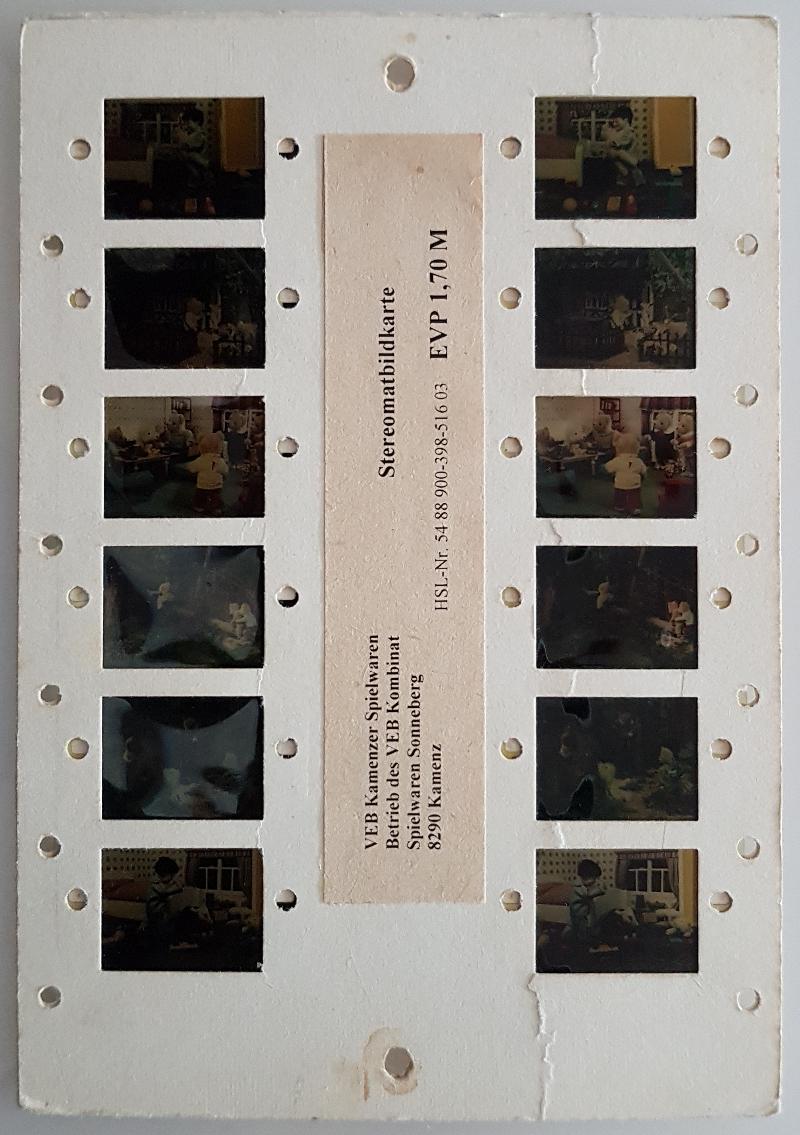 Stereomatbildkarte
HSL-Nr. 54 88 900-398-516 03 EVP 1,70 M
VEB Kamenzer Spielwaren
Betrieb des VEB Kombinat
Spielwaren Sonneberg
8290 Kamenz